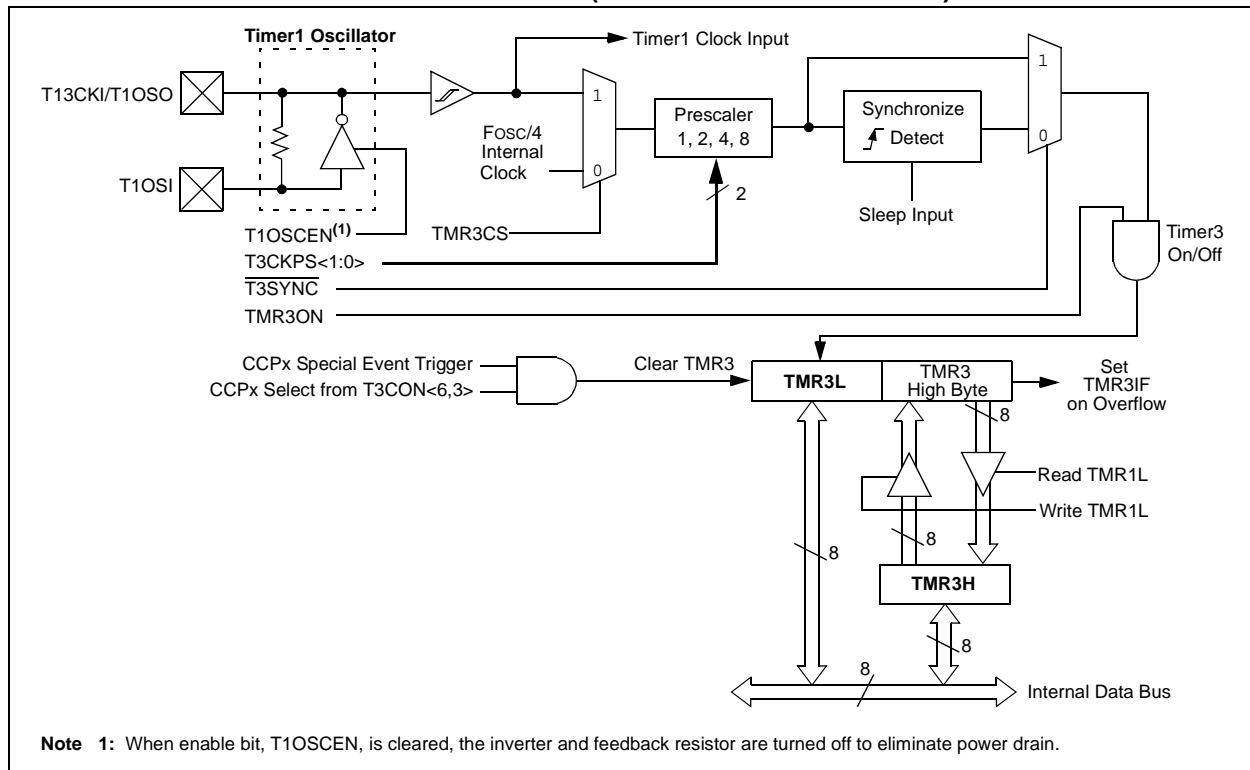 Timer1 Oscillator
Timer1 Clock Input
T13CKI/T1OSO
T1OSI
FOSC/4
Internal
Clock
1
0
Prescaler
1, 2, 4, 8
2
Synchronize
Detect
Sleep Input
1
0
T1OSCEN(1)
TMR3CS
T3CKPS<1:0>
T3SYNC
TMR3ON
Timer3
On/Off
CCPx Special Event Trigger
CCPx Select from T3CON<6,3>
Clear TMR3
TMR3L
TMR3
High Byte
Set
TMR3IF
on Overflow
8
Read TMR1L
Write TMR1L
8
8
TMR3H
8
8
Internal Data Bus
Note 1: When enable bit, T1OSCEN, is cleared, the inverter and feedback resistor are turned off to eliminate power drain.